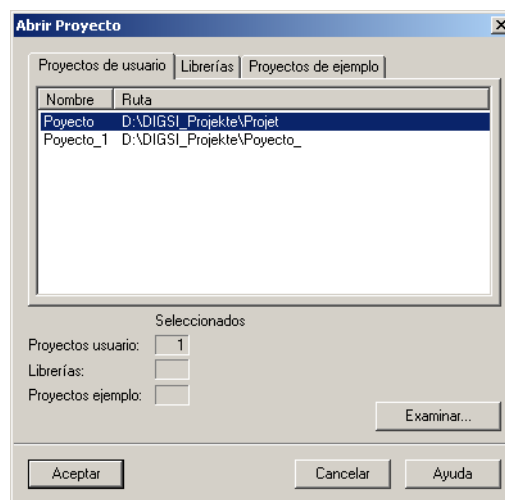 Abrir Proyecto
Proyectos de usuario Librerías Proyectos de ejemplo
Nombre Ruta
Poyecto D:\DIGSI_Projekte\Projet
Poyecto_1 D:\DIGSI_Projekte\Poyecto_
Seleccionados
Proyectos usuario: 1
Librerías:
Proyectos ejemplo:
Examinar...
Aceptar Cancelar Ayuda